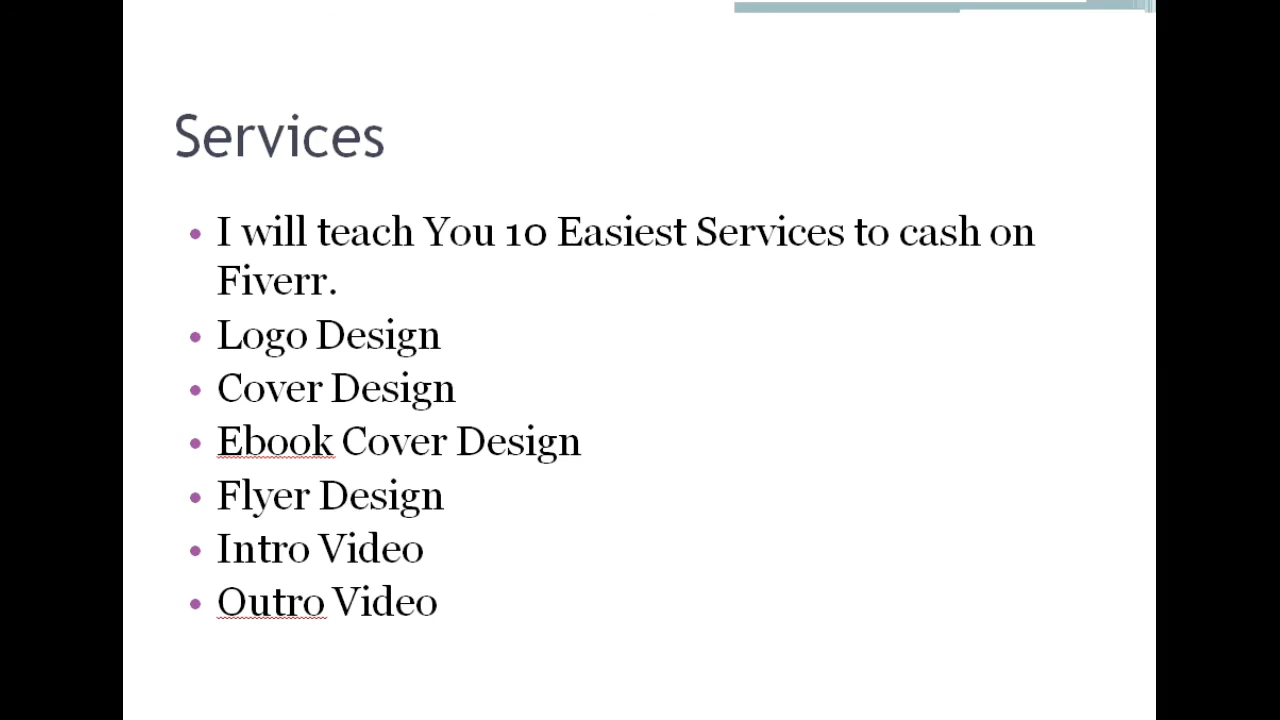 Services
I will teach You 10 Easiest Services to cash on
Fiverr.
Logo Design
Cover Design
Ebook Cover Design
Flyer Design
Intro Video
Outro Video